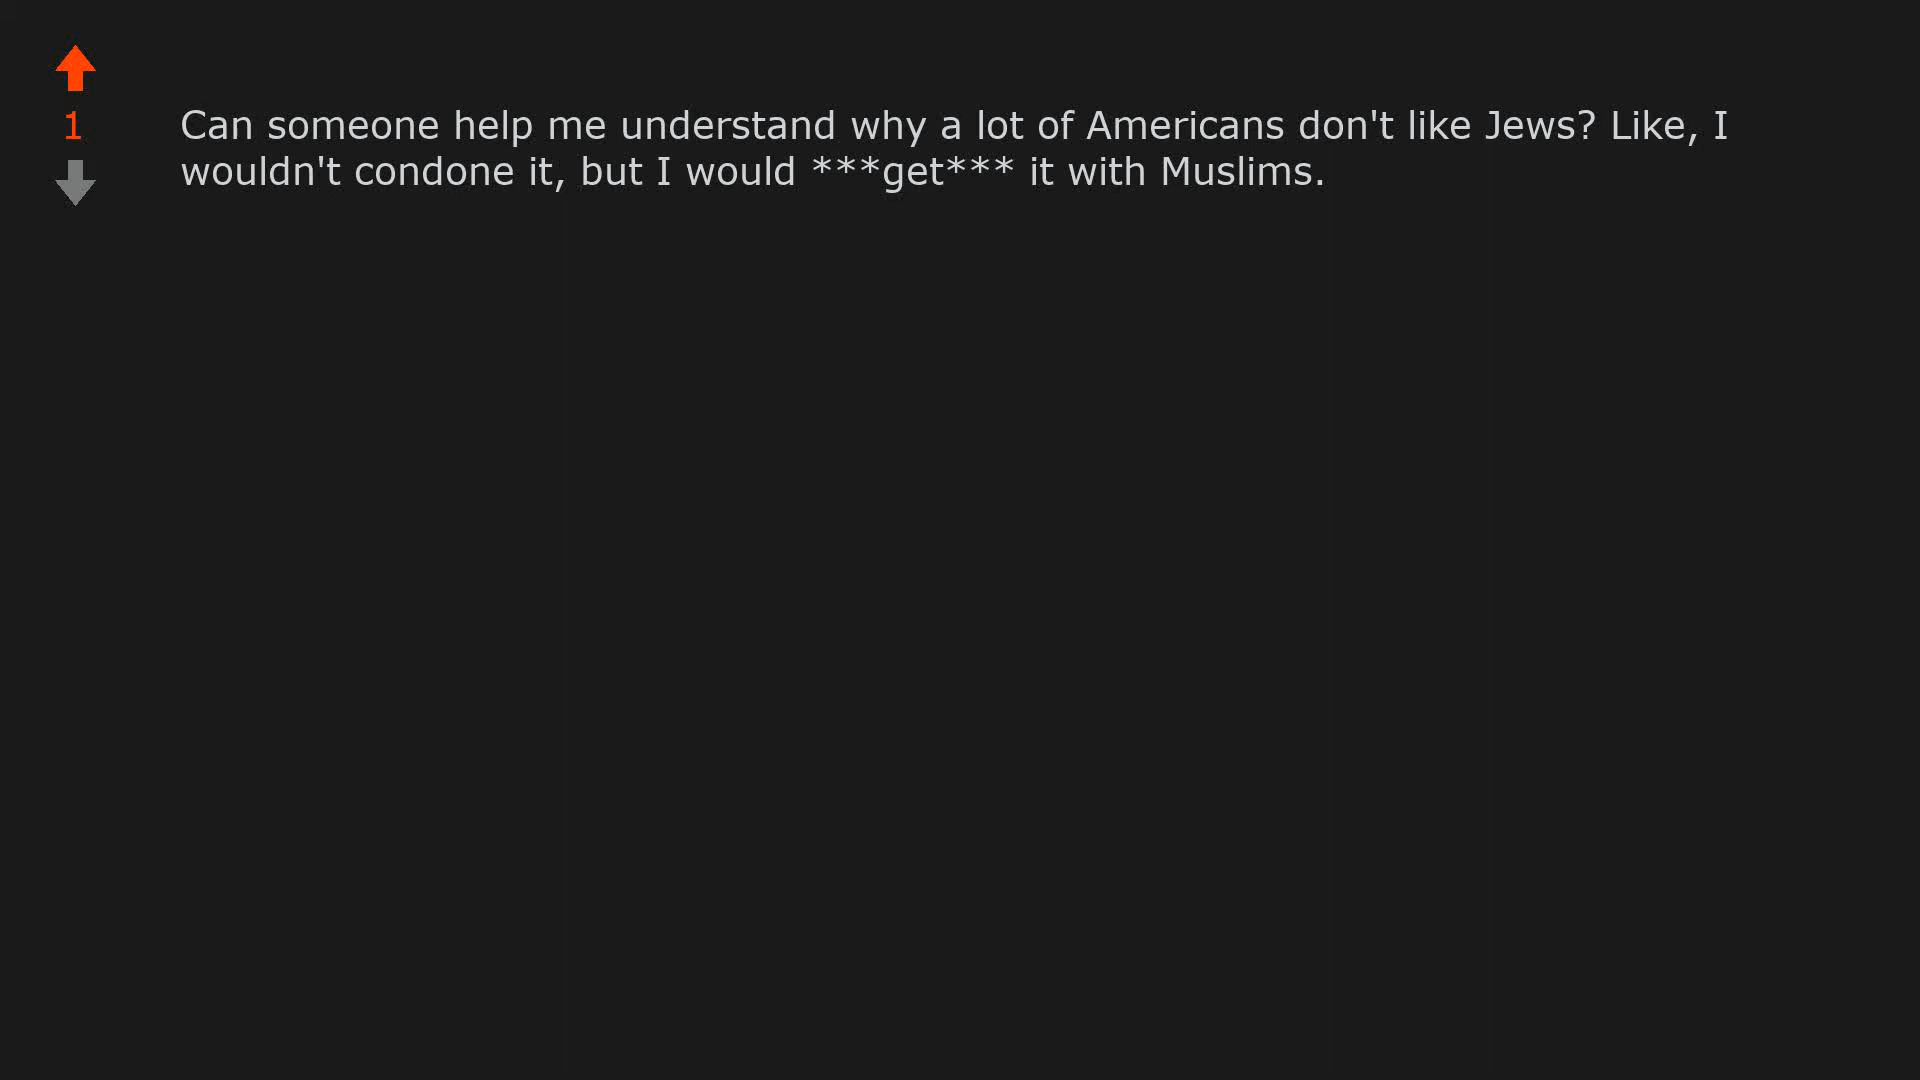 1
Can someone help me understand why a lot of Americans don't like Jews? Like, I
wouldn't condone it, but I would ***get*** it with Muslims.